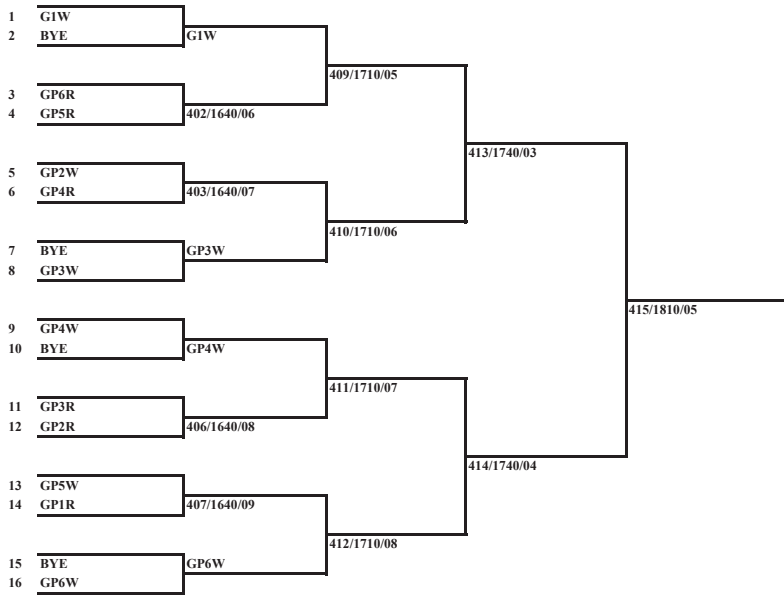 1 G1W
2 BYE
G1W
409/1710/05
3 GP6R
4 GP5R
402/1640/06
413/1740/03
5 GP2W
6 GP4R
403/1640/07
410/1710/06
7 BYE
8 GP3W
GP3W
415/1810/05
9 GP4W
10 BYE
GP4W
411/1710/07
11 GP3R
12 GP2R
406/1640/08
414/1740/04
13 GP5W
14 GP1R
407/1640/09
412/1710/08
15 BYE
16 GP6W
GP6W